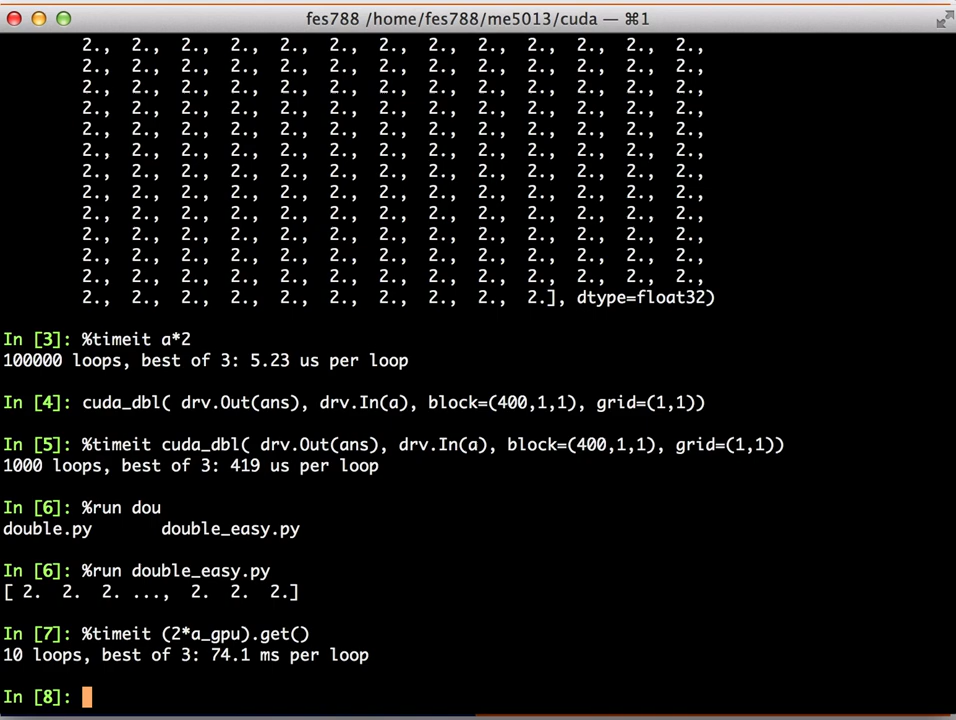 fes788 /home/fes788/me5013/cuda — ⌘1
2., 2., 2., 2., 2., 2., 2., 2., 2., 2., 2., 2., 2.,
2., 2., 2., 2., 2., 2., 2., 2., 2., 2., 2., 2., 2.,
2., 2., 2., 2., 2., 2., 2., 2., 2., 2., 2., 2., 2.,
2., 2., 2., 2., 2., 2., 2., 2., 2., 2., 2., 2., 2.,
2., 2., 2., 2., 2., 2., 2., 2., 2., 2., 2., 2., 2.,
2., 2., 2., 2., 2., 2., 2., 2., 2., 2., 2., 2., 2.,
2., 2., 2., 2., 2., 2., 2., 2., 2., 2., 2., 2., 2.,
2., 2., 2., 2., 2., 2., 2., 2., 2., 2., 2., 2., 2.,
2., 2., 2., 2., 2., 2., 2., 2., 2., 2., 2., 2., 2.,
2., 2., 2., 2., 2., 2., 2., 2., 2., 2., 2., 2., 2.,
2., 2., 2., 2., 2., 2., 2., 2., 2., 2., 2., 2., 2.,
2., 2., 2., 2., 2., 2., 2., 2., 2., 2., 2., 2., 2.,
2., 2., 2., 2., 2., 2., 2., 2., 2., 2.], dtype=float32)
In [3]: %timeit a*2
100000 loops, best of 3: 5.23 us per loop
In [4]: cuda_dbl( drv.Out(ans), drv.In(a), block=(400,1,1), grid=(1,1))
In [5]: %timeit cuda_dbl( drv.Out(ans), drv.In(a), block=(400,1,1), grid=(1,1))
1000 loops, best of 3: 419 us per loop
In [6]: %run dou
double.py double_easy.py
In [6]: %run double_easy.py
[ 2. 2. 2. ..., 2. 2. 2.]
In [7]: %timeit (2*a_gpu).get()
10 loops, best of 3: 74.1 ms per loop
In [8]: